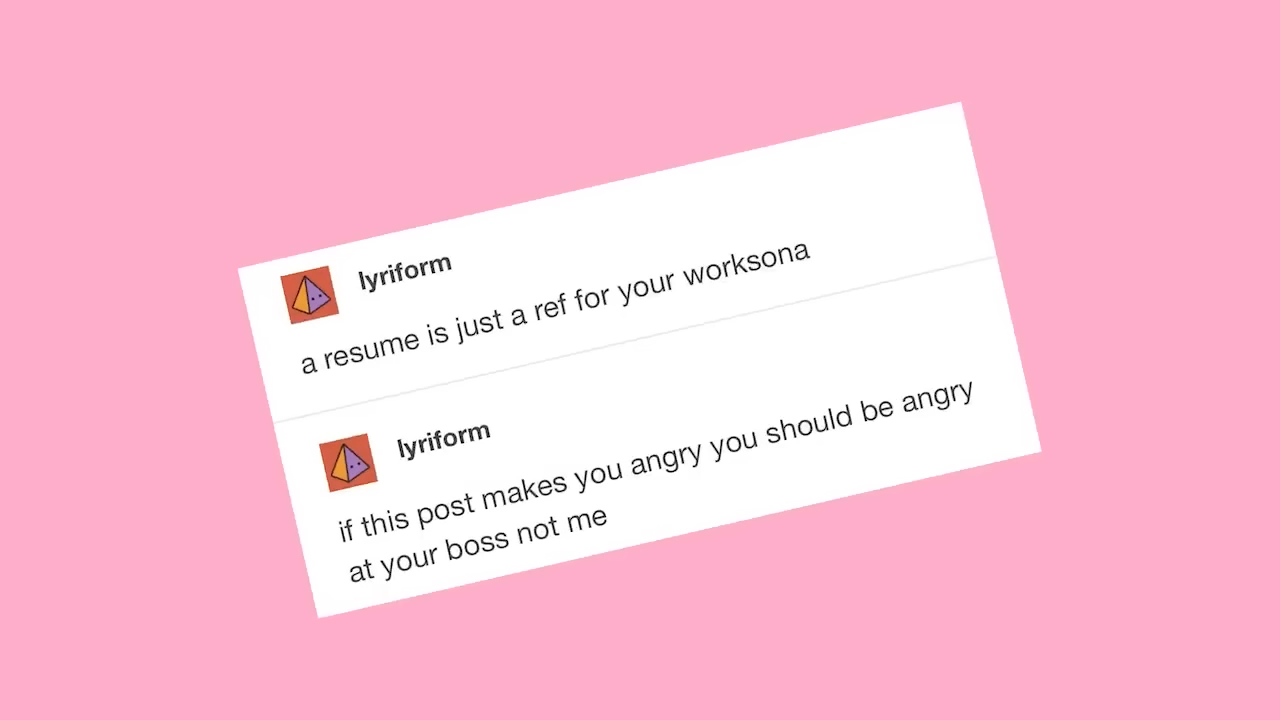 lyriform
a resume is just a ref for your worksona
lyriform
if this post makes you angry you should be angry
at your boss not me